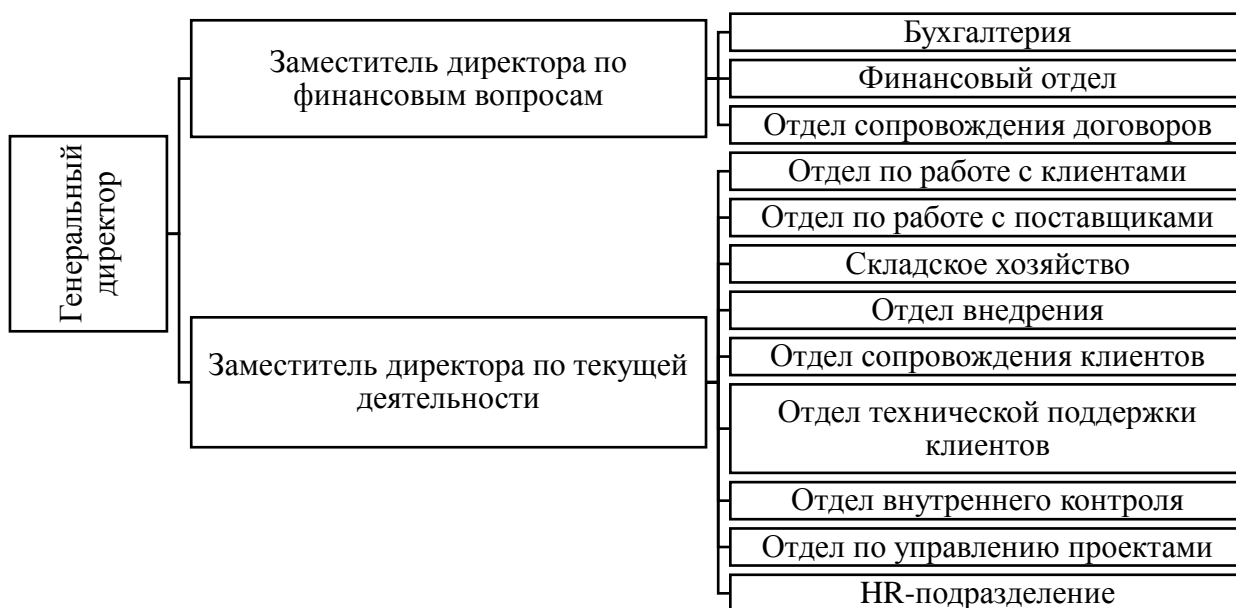 Генеральный
директор
Заместитель директора по
финансовым вопросам
Бухгалтерия
Финансовый отдел
Отдел сопровождения договоров
Заместитель директора по текущей
деятельности
Отдел по работе с клиентами
Отдел по работе с поставщиками
Складское хозяйство
Отдел внедрения
Отдел сопровождения клиентов
Отдел технической поддержки
клиентов
Отдел внутреннего контроля
Отдел по управлению проектами
HR-подразделение